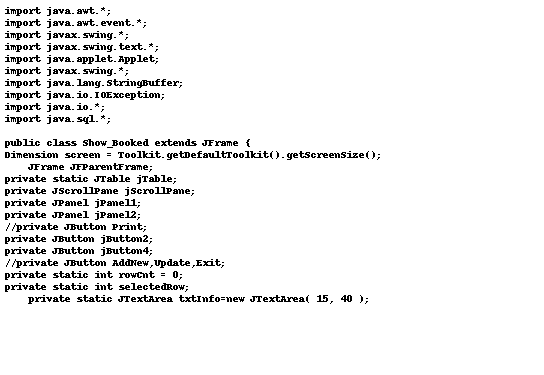 import java.awt.*;
import java.awt.event.*;
import javax.swing.*;
import javax.swing.text.*;
import java.applet.Applet;
import javax.swing.*;
import java.lang.StringBuffer;
import java.io.IOException;
import java.io.*;
import java.sql.*;
public class Show_Booked extends JFrame {
Dimension screen = Toolkit.getDefaultToolkit().getScreenSize();
JFrame JFParentFrame;
private static JTable jTable;
private JScrollPane jScrollPane;
private JPanel jPanel1;
private JPanel jPanel2;
//private JButton Print;
private JButton jButton2;
private JButton jButton4;
//private JButton AddNew,Update,Exit;
private static int rowCnt = 0;
private static int selectedRow;
private static JTextArea txtInfo=new JTextArea( 15, 40 );